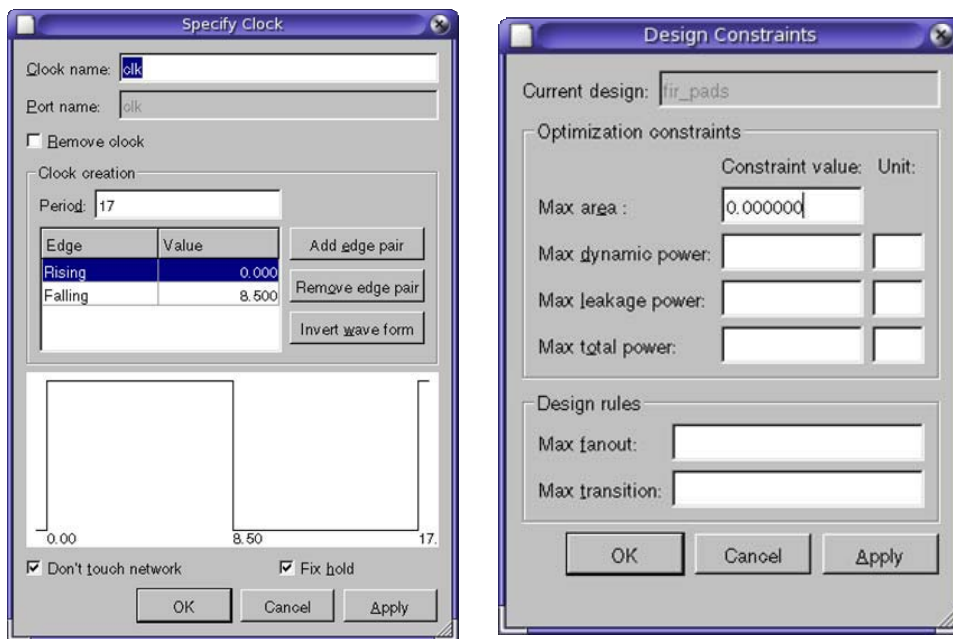 Specify Clock
Clock name: clk
Port name: clk
Remove clock
Clock creation
Period: 17
Edge Value
Rising 0.000
Falling 8.500
Add edge pair
Remove edge pair
Invert wave form
0.00 8.50 17.
Don't touch network Fix hold
OK Cancel Apply
Design Constraints
Current design: fir_pads
Optimization constraints
Constraint value: Unit:
Max area : 0.000000
Max dynamic power:
Max leakage power:
Max total power:
Design rules
Max fanout:
Max transition:
OK Cancel Apply